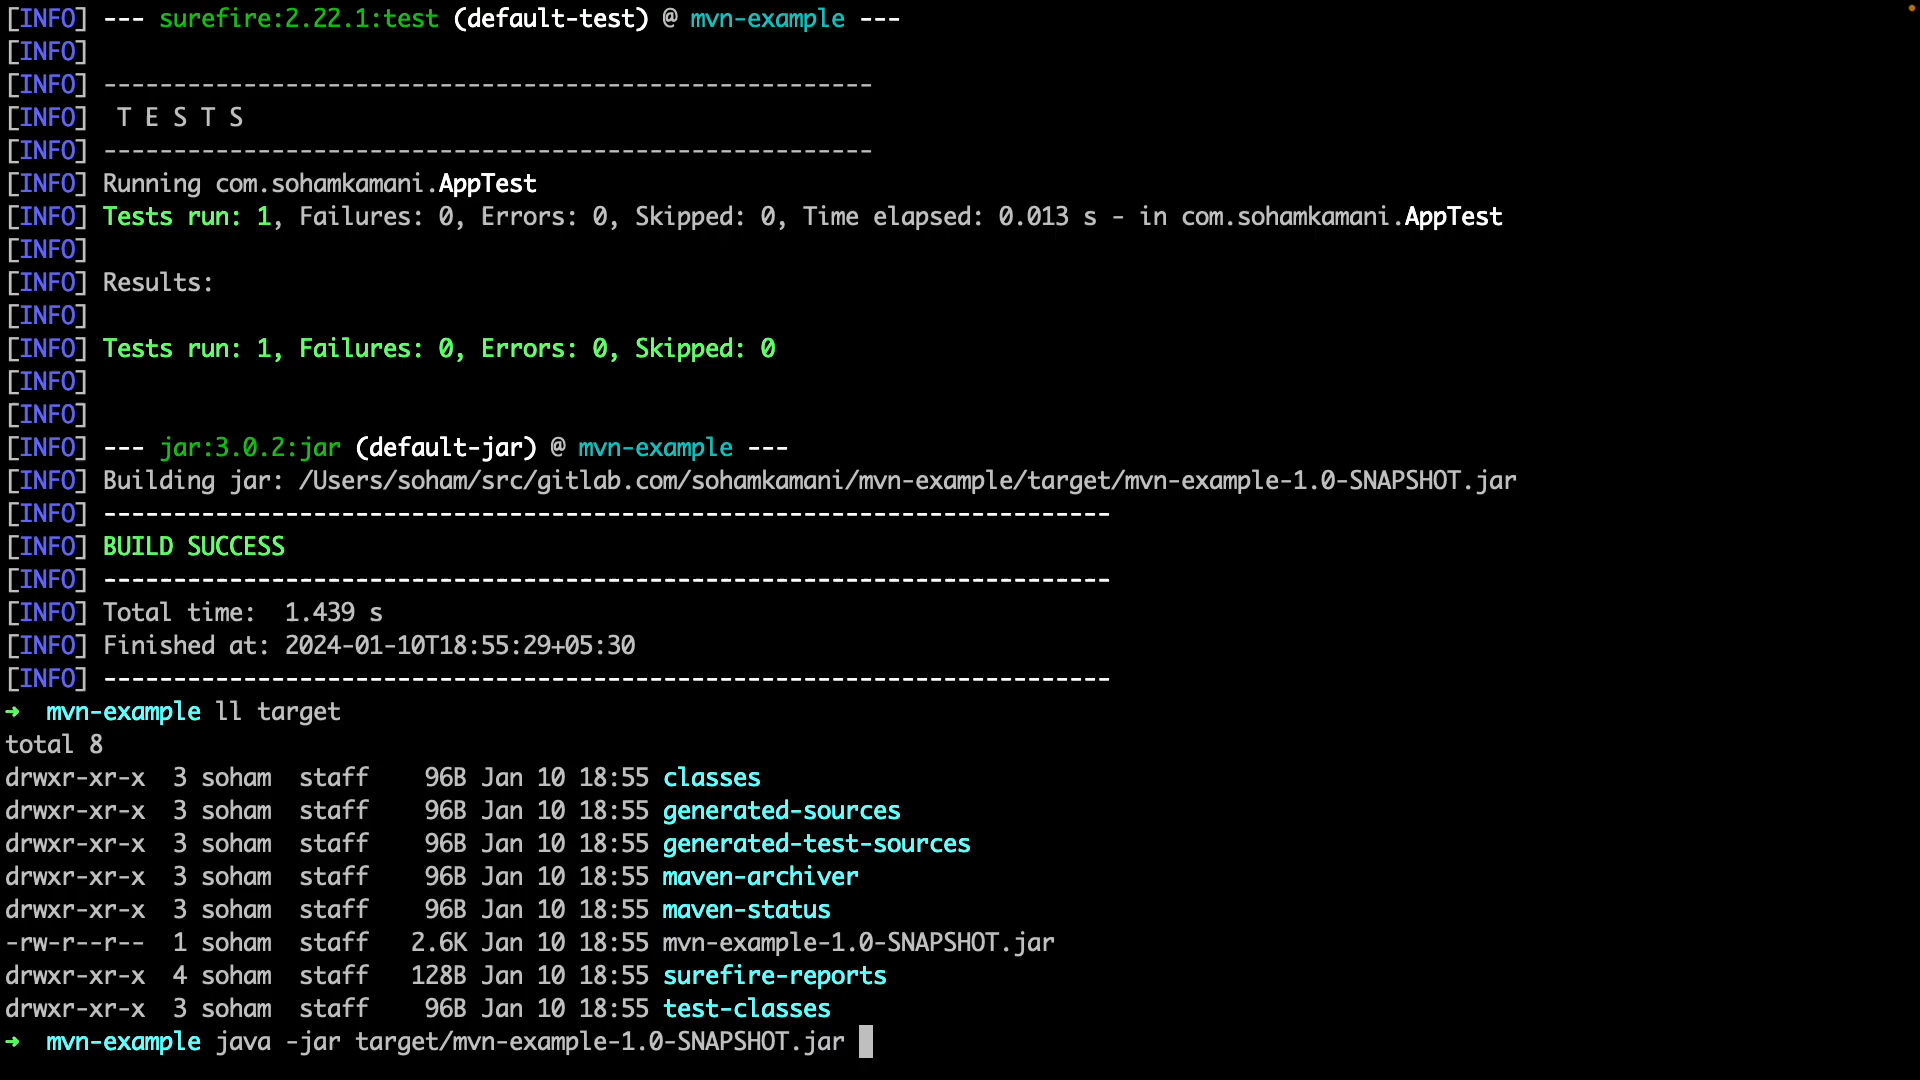 [INFO] --- surefire:2.22.1:test (default-test) @ mvn-example ---
[INFO]
[INFO] -------------------------------------------------------
[INFO]  T E S T S
[INFO] -------------------------------------------------------
[INFO] Running com.sohamkamani.AppTest
[INFO] Tests run: 1, Failures: 0, Errors: 0, Skipped: 0, Time elapsed: 0.013 s - in com.sohamkamani.AppTest
[INFO]
[INFO] Results:
[INFO]
[INFO] Tests run: 1, Failures: 0, Errors: 0, Skipped: 0
[INFO]
[INFO]
[INFO] --- jar:3.0.2:jar (default-jar) @ mvn-example ---
[INFO] Building jar: /Users/soham/src/gitlab.com/sohamkamani/mvn-example/target/mvn-example-1.0-SNAPSHOT.jar
[INFO] ------------------------------------------------------------------------
[INFO] BUILD SUCCESS
[INFO] ------------------------------------------------------------------------
[INFO] Total time:  1.439 s
[INFO] Finished at: 2024-01-10T18:55:29+05:30
[INFO] ------------------------------------------------------------------------
➜  mvn-example ll target
total 8
drwxr-xr-x  3 soham  staff    96B Jan 10 18:55 classes
drwxr-xr-x  3 soham  staff    96B Jan 10 18:55 generated-sources
drwxr-xr-x  3 soham  staff    96B Jan 10 18:55 generated-test-sources
drwxr-xr-x  3 soham  staff    96B Jan 10 18:55 maven-archiver
drwxr-xr-x  3 soham  staff    96B Jan 10 18:55 maven-status
-rw-r--r--  1 soham  staff   2.6K Jan 10 18:55 mvn-example-1.0-SNAPSHOT.jar
drwxr-xr-x  4 soham  staff   128B Jan 10 18:55 surefire-reports
drwxr-xr-x  3 soham  staff    96B Jan 10 18:55 test-classes
➜  mvn-example java -jar target/mvn-example-1.0-SNAPSHOT.jar